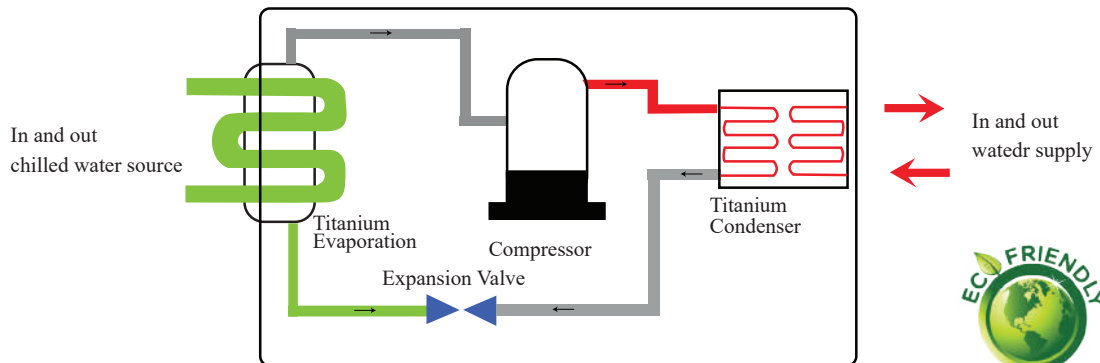 In and out
chilled water source
Titanium
Evaporation
Compressor
Expansion Valve
Titanium
Condenser
In and out
watedr supply
ECO FRIENDLY